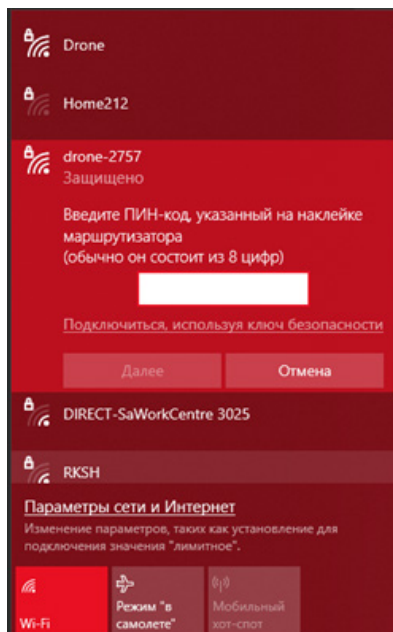 Drone
Home212
drone-2757
Защищено
Введите ПИН-код, указанный на наклейке
маршрутизатора
(обычно он состоит из 8 цифр)
Подключиться, используя ключ безопасности
Далее
Отмена
DIRECT-SaWorkCentre 3025
RKSH
Параметры сети и Интернет
Изменение параметров, таких как установление для
подключения значения "лимитное".
Wi-Fi
Режим "в
самолете"
Мобильный
хот-спот